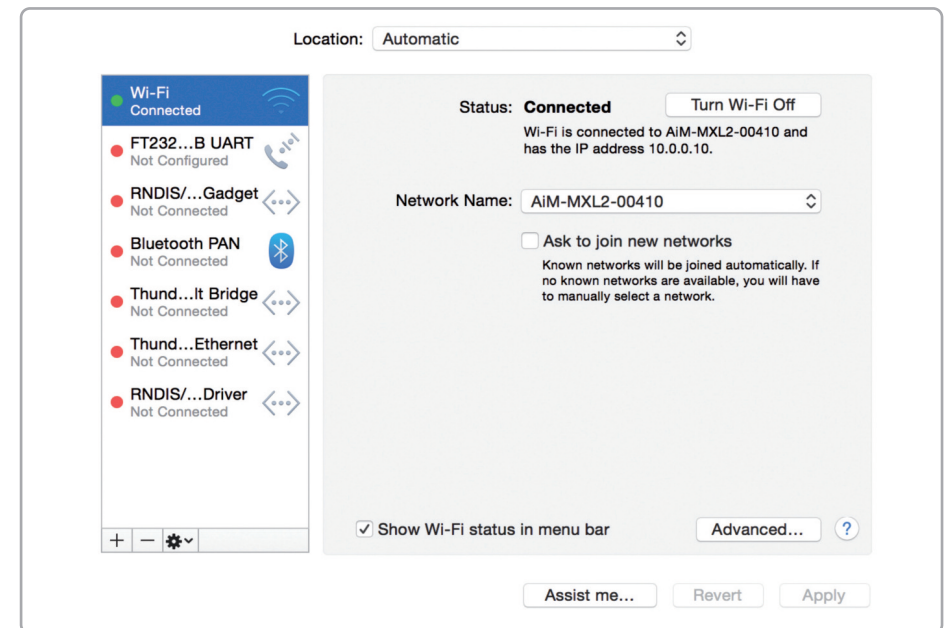 Location: Automatic
Wi-Fi
Connected
FT232...B UART
Not Configured
RNDIS/...Gadget
Not Connected
Bluetooth PAN
Not Connected
Thund...lt Bridge
Not Connected
Thund...Ethernet
Not Connected
RNDIS/...Driver
Not Connected
Status: Connected
Turn Wi-Fi Off
Wi-Fi is connected to AiM-MXL2-00410 and
has the IP address 10.0.0.10.
Network Name: AiM-MXL2-00410
Ask to join new networks
Known networks will be joined automatically. If
no known networks are available, you will have
to manually select a network.
Show Wi-Fi status in menu bar
Advanced...
?
Assist me...
Revert
Apply